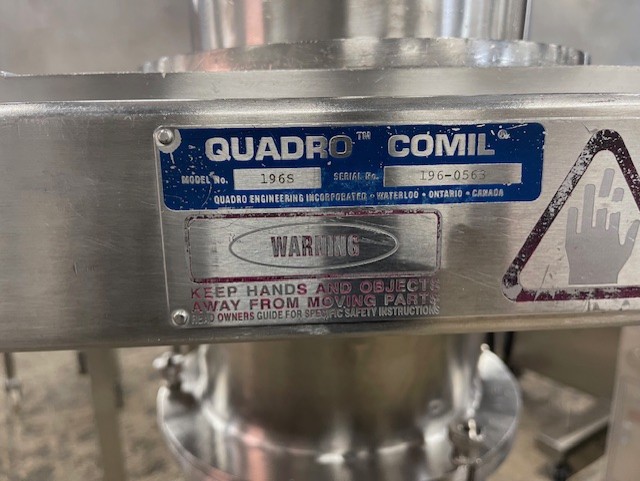 QUADRO™ COMIL®
MODEL No. 196S SERIAL No. I96-0563
QUADRO ENGINEERING INCORPORATED • WATERLOO • ONTARIO • CANADA
WARNING
KEEP HANDS AND OBJECTS
AWAY FROM MOVING PARTS
READ OWNERS GUIDE FOR SPECIFIC SAFETY INSTRUCTIONS